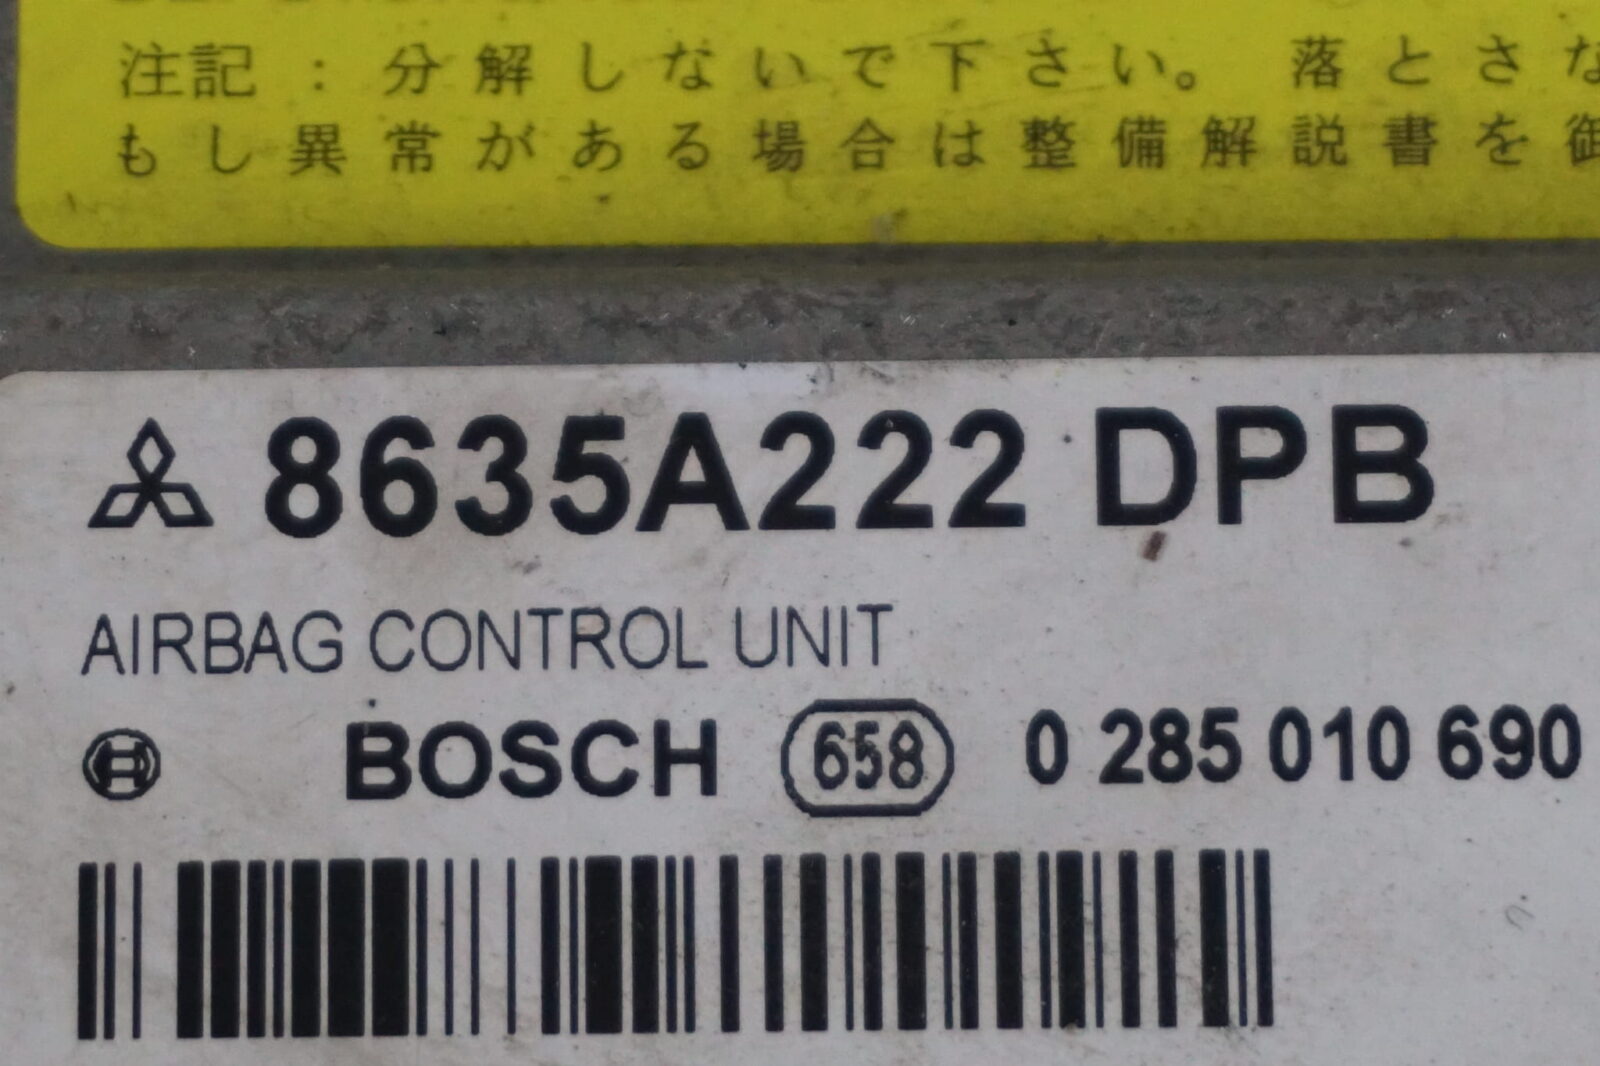 注記：分解しないで下さい。落とさな
もし異常がある場合は整備解説書を御
8635A222 DPB
AIRBAG CONTROL UNIT
BOSCH 658 0 285 010 690